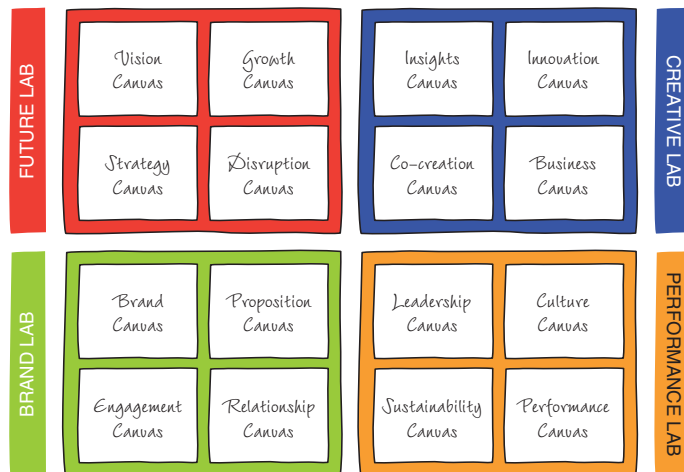 FUTURE LAB
Vision
Canvas
Growth
Canvas
Strategy
Canvas
Disruption
Canvas
Insights
Canvas
Innovation
Canvas
Co-creation
Canvas
Business
Canvas
CREATIVE LAB
BRAND LAB
Brand
Canvas
Proposition
Canvas
Engagement
Canvas
Relationship
Canvas
Leadership
Canvas
Culture
Canvas
Sustainability
Canvas
Performance
Canvas
PERFORMANCE LAB